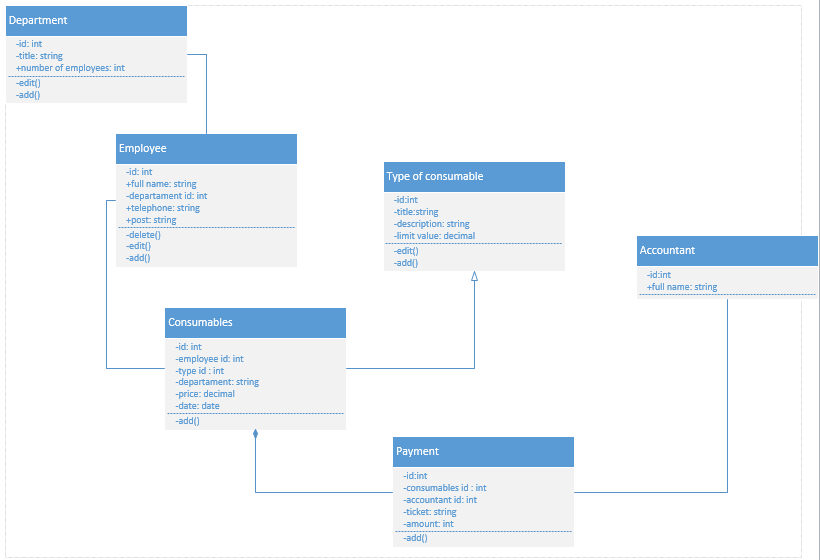 Department
-id: int
-title: string
+number of employees: int
-edit()
-add()
Employee
-id: int
+full name: string
-departament id: int
+telephone: string
+post: string
-delete()
-edit()
-add()
Type of consumable
-id:int
-title:string
-description: string
-limit value: decimal
-edit()
-add()
Accountant
-id:int
+full name: string
Consumables
-id: int
-employee id: int
-type id : int
-departament: string
-price: decimal
-date: date
-add()
Payment
-id:int
-consumables id : int
-accountant id: int
-ticket: string
-amount: int
-add()